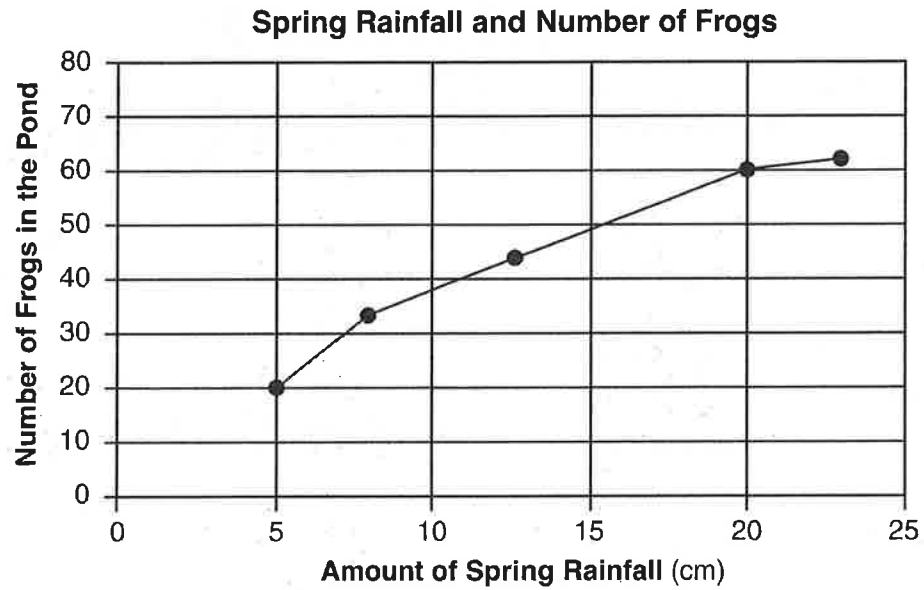 Spring Rainfall and Number of Frogs
Number of Frogs in the Pond
80
70
60
50
40
30
20
10
0
0 5 10 15 20 25
Amount of Spring Rainfall (cm)